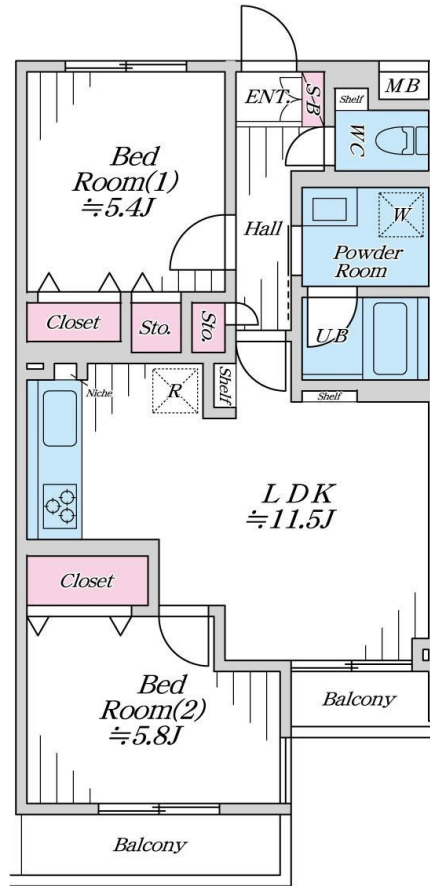 MB
ENT.
S-B
Shelf
WC
Bed
Room(1)
≒5.4J
Hall
W
Powder
Room
Closet
Sto.
Sto.
UB
Niche
R
Shelf
Shelf
LDK
≒11.5J
Closet
Bed
Room(2)
≒5.8J
Balcony
Balcony